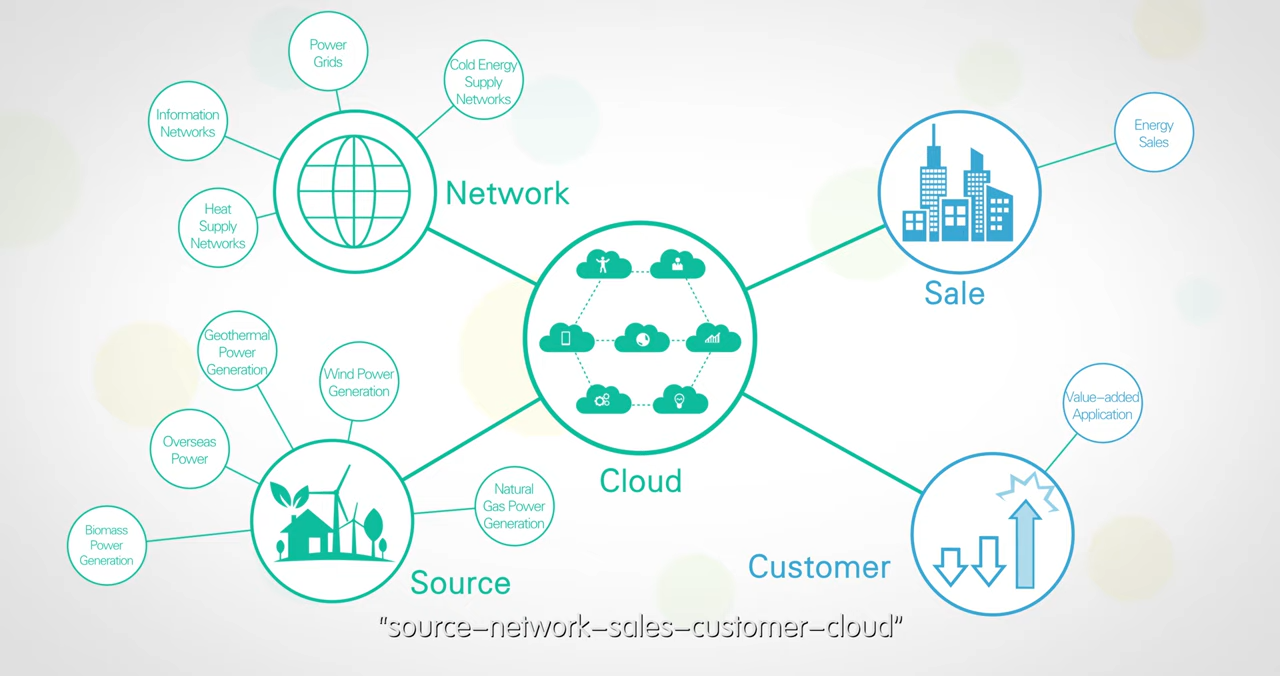 Power
Grids
Cold Energy
Supply
Networks
Information
Networks
Heat
Supply
Networks
Network
Energy
Sales
Sale
Geothermal
Power
Generation
Wind Power
Generation
Overseas
Power
Biomass
Power
Generation
Natural
Gas Power
Generation
Source
Cloud
Value–added
Application
Customer
"source–network–sales–customer–cloud"